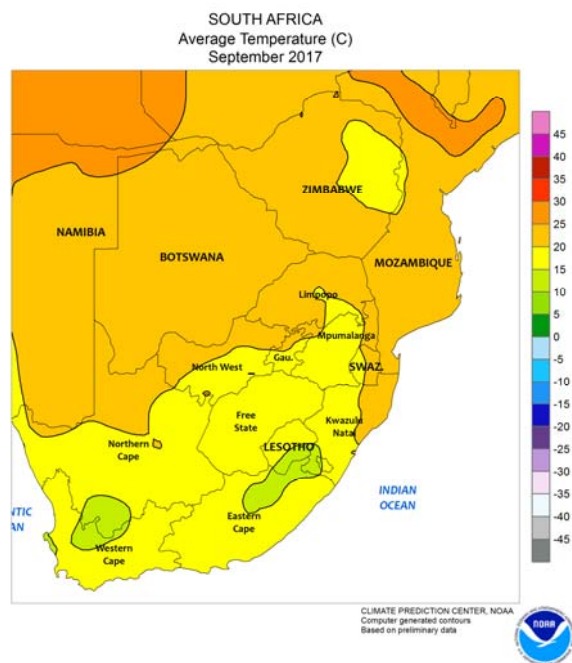 SOUTH AFRICA
Average Temperature (C)
September 2017
ZIMBABWE
NAMIBIA
BOTSWANA
MOZAMBIQUE
Limpopo
Mpumalanga
Gau.
North West
SWAZ.
Free
State
Kwazulu
Natal
Northern
Cape
LESOTHO
Eastern
Cape
Western
Cape
NTIC
AN
INDIAN
OCEAN
45
40
35
30
25
20
15
10
5
0
-5
-10
-15
-20
-25
-30
-35
-40
-45
CLIMATE PREDICTION CENTER, NOAA
Computer generated contours
Based on preliminary data
NOAA